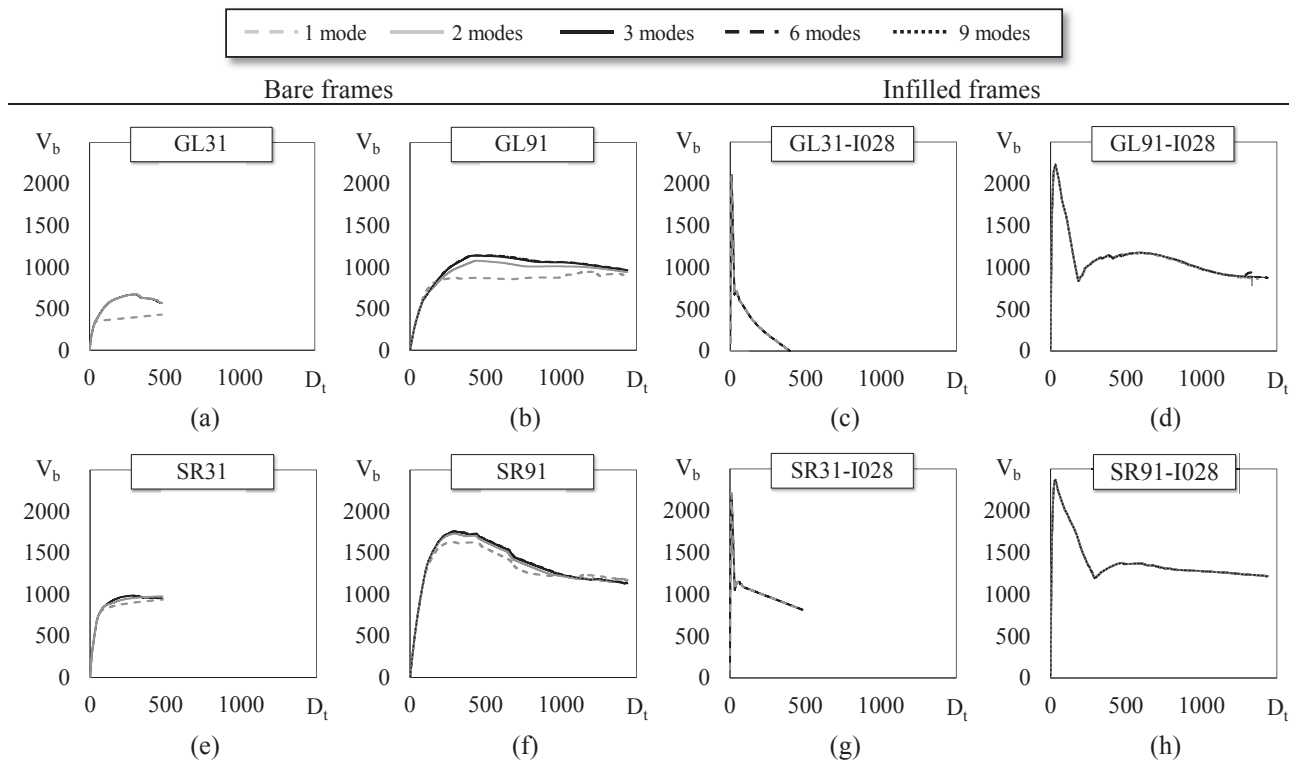 1 mode 2 modes 3 modes 6 modes 9 modes
Bare frames Infilled frames
V_b GL31 V_b GL91 V_b GL31-I028 V_b GL91-I028
2000 2000 2000 2000
1500 1500 1500 1500
1000 1000 1000 1000
500 500 500 500
0 0 0 0
0 500 1000 D_t 0 500 1000 D_t 0 500 1000 D_t 0 500 1000 D_t
(a) (b) (c) (d)
V_b SR31 V_b SR91 V_b SR31-I028 V_b SR91-I028
2000 2000 2000 2000
1500 1500 1500 1500
1000 1000 1000 1000
500 500 500 500
0 0 0 0
0 500 1000 D_t 0 500 1000 D_t 0 500 1000 D_t 0 500 1000 D_t
(e) (f) (g) (h)